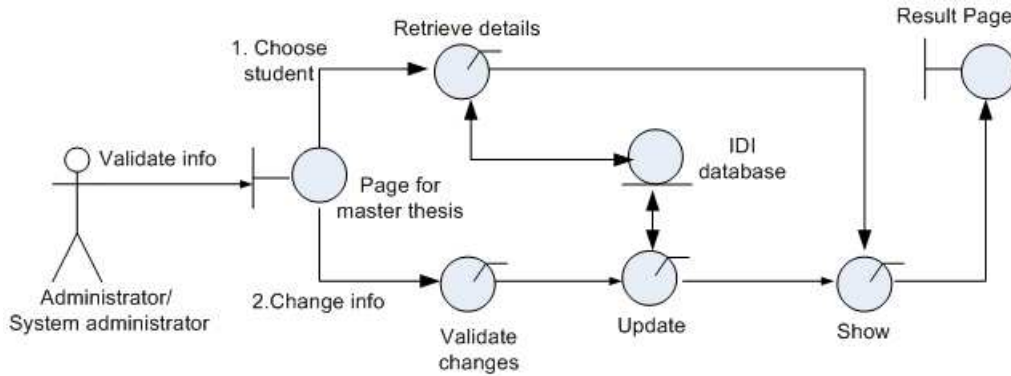 Result Page
Retrieve details
1. Choose
student
Validate info
IDI
database
Page for
master thesis
Administrator/
System administrator
2.Change info
Validate
changes
Update
Show